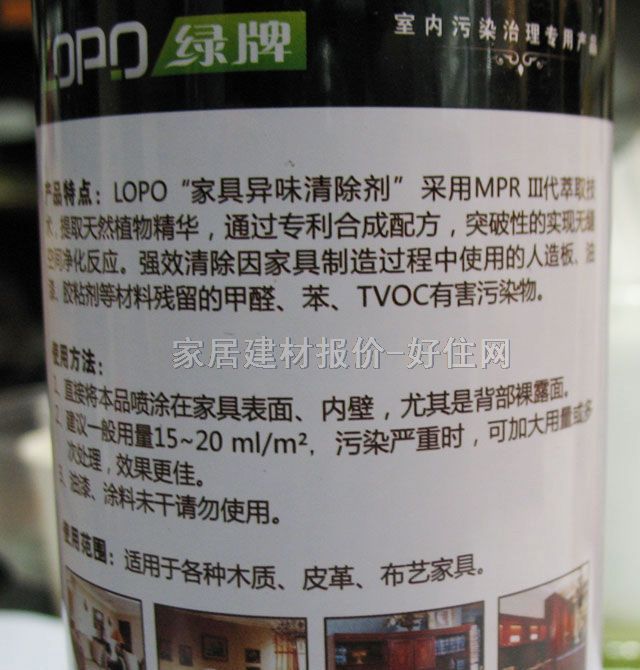 LOPO 绿牌
室内污染治理专用产品
产品特点：LOPO“家具异味清除剂”采用MPR III代萃取技
术，提取天然植物精华，通过专利合成配方，突破性的实现无缝
空间净化反应。强效清除因家具制造过程中使用的人造板、油
漆、胶粘剂等材料残留的甲醛、苯、TVOC有害污染物。
家居建材报价-好住网
使用方法：
1. 直接将本品喷涂在家具表面、内壁，尤其是背部裸露面。
2. 建议一般用量15~20 ml/m²，污染严重时，可加大用量或多
次处理，效果更佳。
3. 油漆、涂料未干请勿使用。
使用范围：适用于各种木质、皮革、布艺家具。